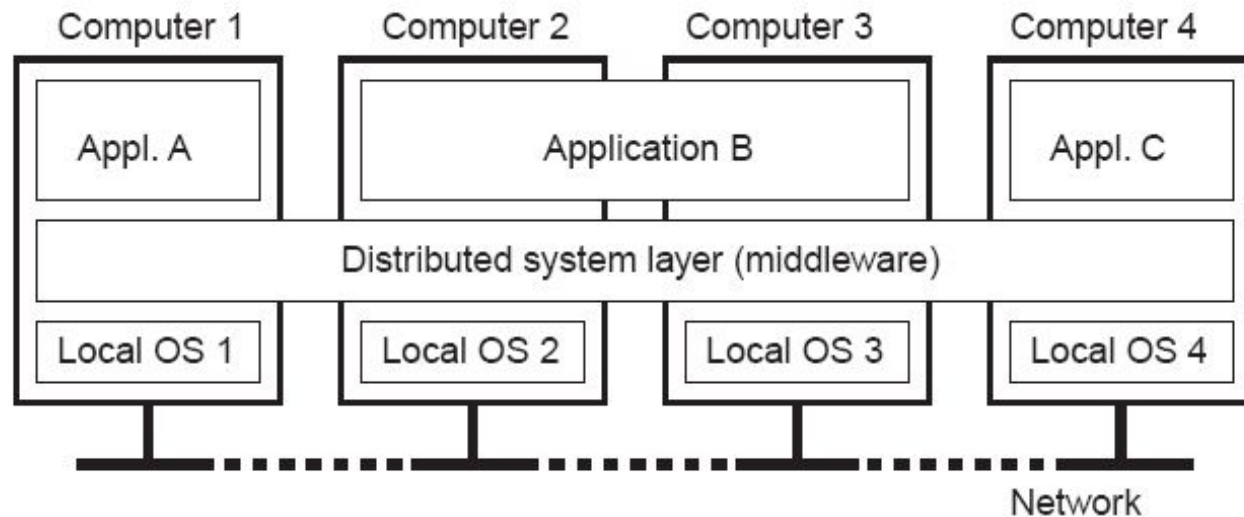 Computer 1
Computer 2
Computer 3
Computer 4
Appl. A
Application B
Appl. C
Distributed system layer (middleware)
Local OS 1
Local OS 2
Local OS 3
Local OS 4
Network